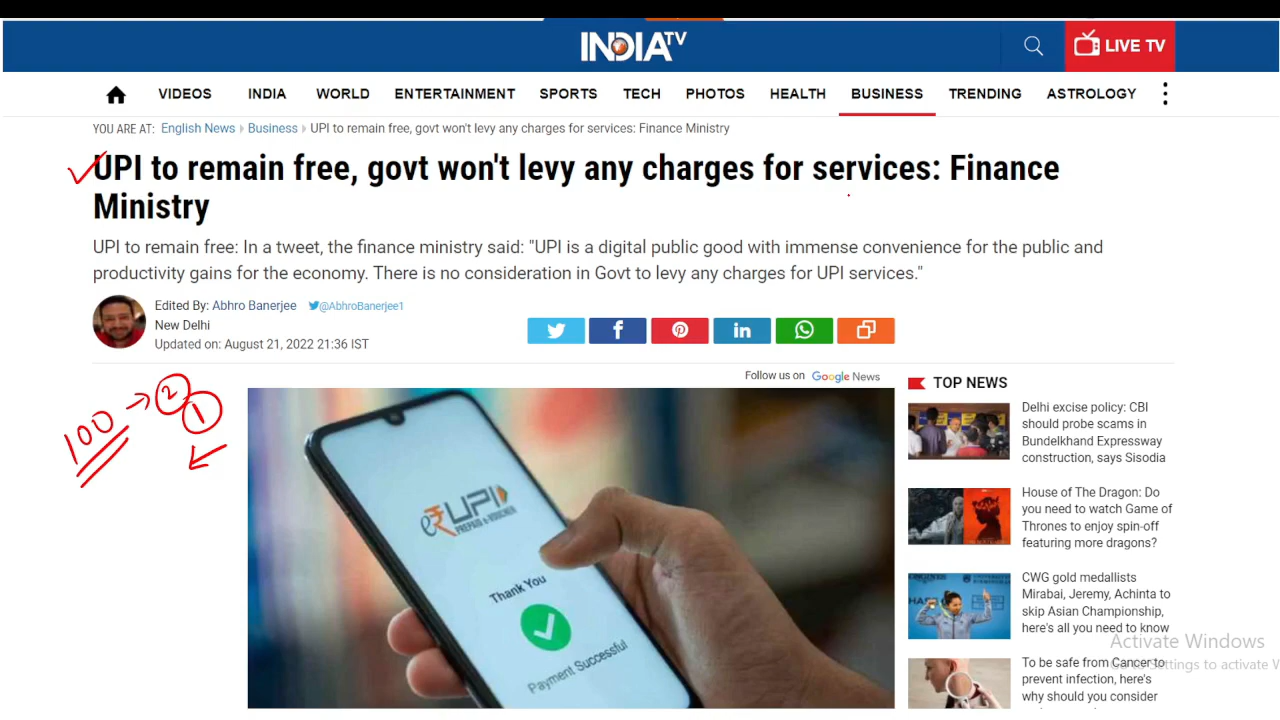 INDIA TV
LIVE TV
VIDEOS INDIA WORLD ENTERTAINMENT SPORTS TECH PHOTOS HEALTH BUSINESS TRENDING ASTROLOGY
YOU ARE AT: English News Business UPI to remain free, govt won't levy any charges for services: Finance Ministry
UPI to remain free, govt won't levy any charges for services: Finance
Ministry
UPI to remain free: In a tweet, the finance ministry said: "UPI is a digital public good with immense convenience for the public and
productivity gains for the economy. There is no consideration in Govt to levy any charges for UPI services."
Edited By: Abhro Banerjee @AbhroBanerjee1
New Delhi
Updated on: August 21, 2022 21:36 IST
Follow us on Google News
100 → 2
1
e₹UPI
PREPAID e-VOUCHER
Thank You
Payment Successful
TOP NEWS
Delhi excise policy: CBI
should probe scams in
Bundelkhand Expressway
construction, says Sisodia
House of The Dragon: Do
you need to watch Game of
Thrones to enjoy spin-off
featuring more dragons?
CWG gold medallists
Mirabai, Jeremy, Achinta to
skip Asian Championship,
here's all you need to know
To be safe from Cancer to
prevent infection, here's
why should you consider
Activate Windows
Go to Settings to activate W